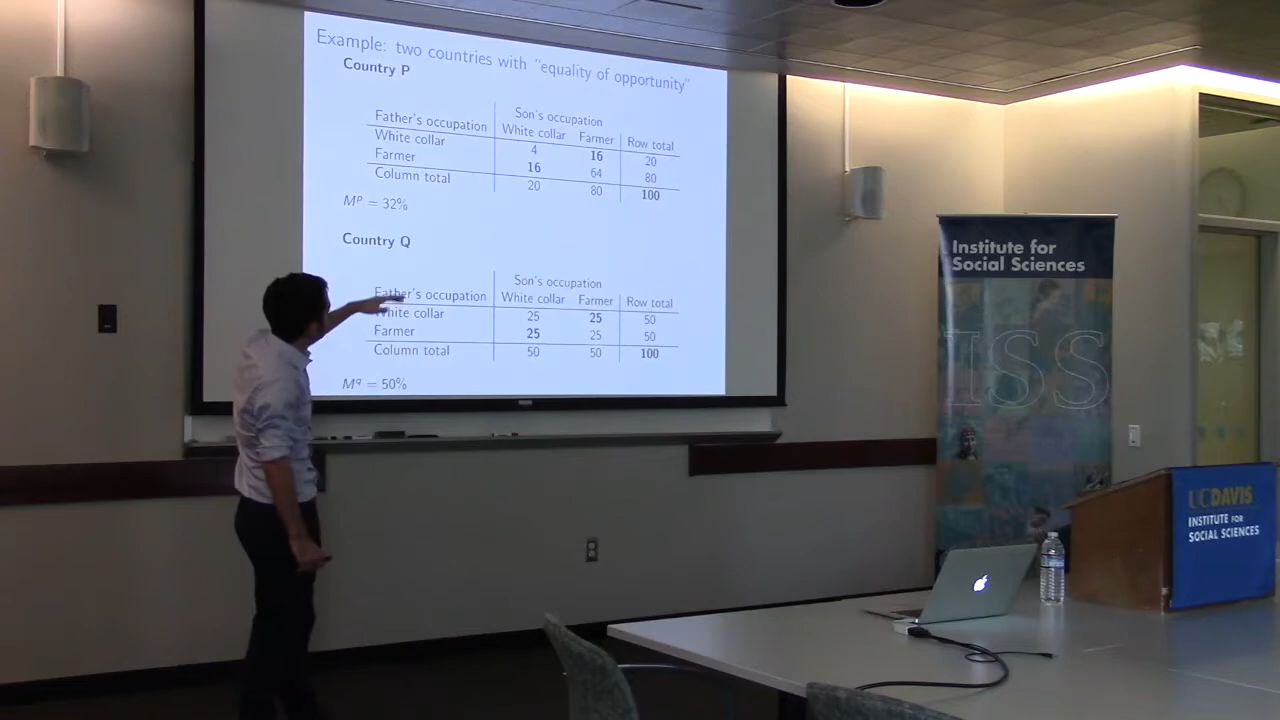 Example: two countries with "equality of opportunity"
Country P
Son's occupation
Father's occupation White collar Farmer Row total
White collar 4 16 20
Farmer 16 64 80
Column total 20 80 100
Mᵖ = 32%
Country Q
Son's occupation
Father's occupation White collar Farmer Row total
White collar 25 25 50
Farmer 25 25 50
Column total 50 50 100
M^q = 50%
Institute for
Social Sciences
ISS
UCDAVIS
INSTITUTE FOR
SOCIAL SCIENCES